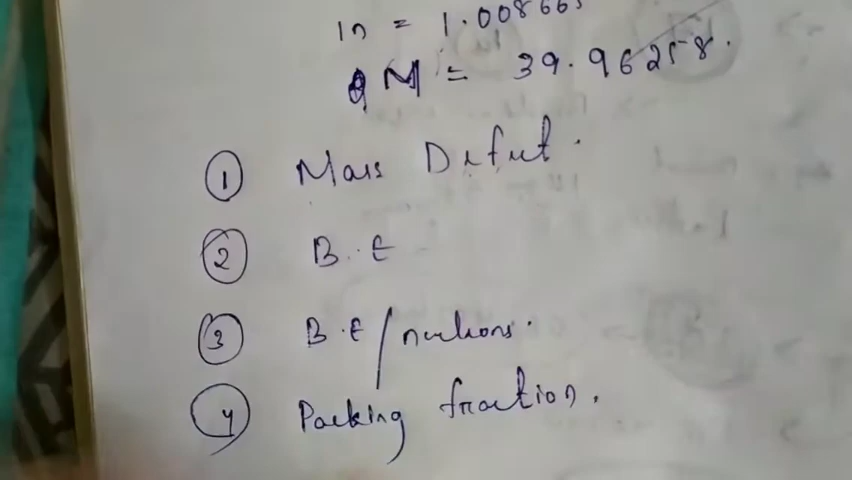 1n = 1.008665
M = 39.96258.
1 Mass Defect.
2 B.E
3 B.E/nucleons.
4 Packing fraction.